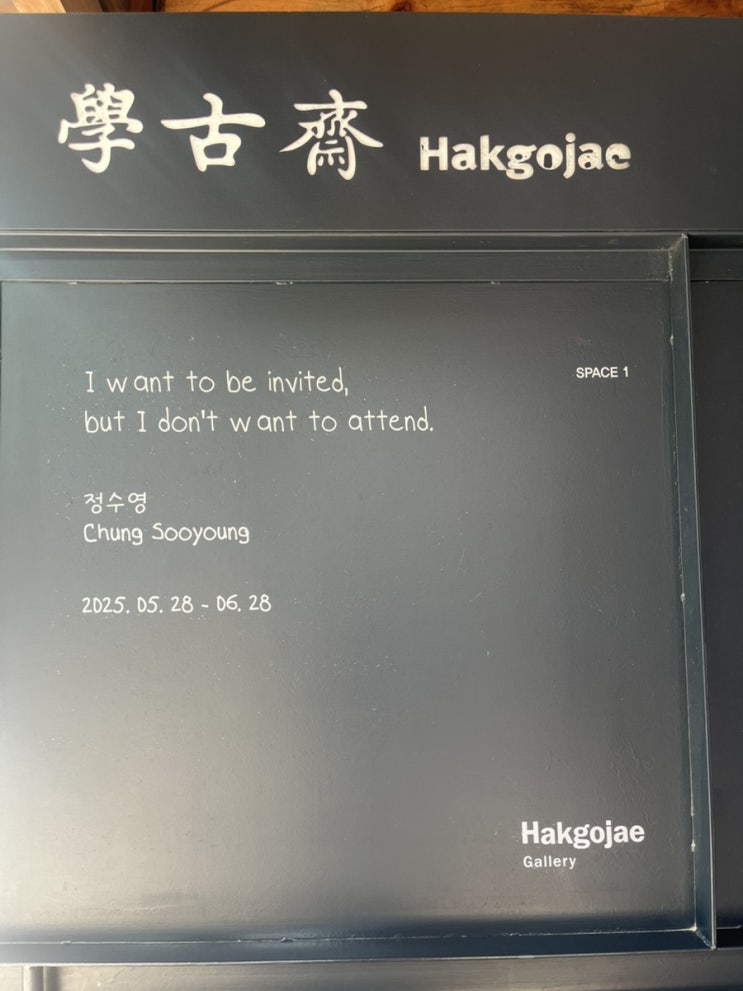 學古齋 Hakgojae
I want to be invited,
but I don't want to attend.
SPACE 1
정수영
Chung Sooyoung
2025. 05. 28 - 06. 28
Hakgojae
Gallery